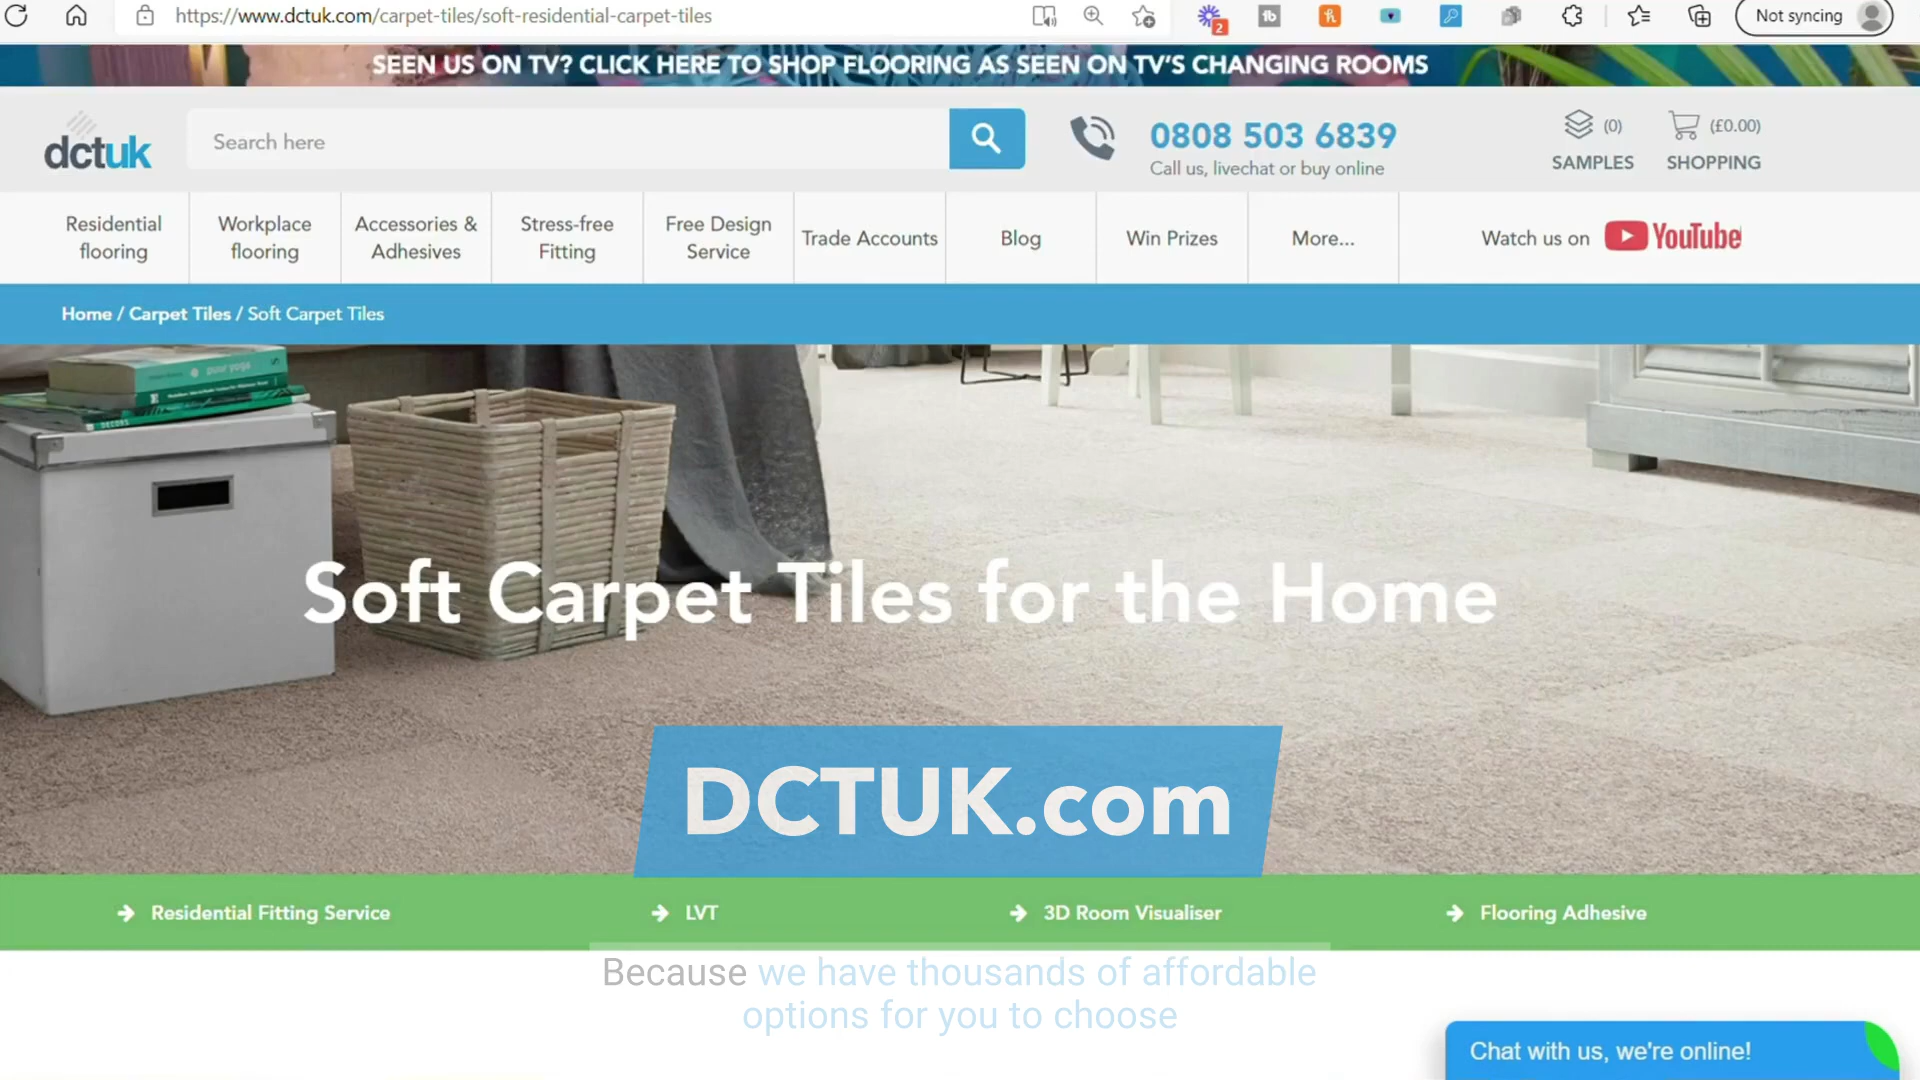 https://www.dctuk.com/carpet-tiles/soft-residential-carpet-tiles
2
Not syncing
SEEN US ON TV? CLICK HERE TO SHOP FLOORING AS SEEN ON TV'S CHANGING ROOMS
dctuk
Search here
0808 503 6839
Call us, livechat or buy online
(0)
SAMPLES
(£0.00)
SHOPPING
Residential
flooring
Workplace
flooring
Accessories &
Adhesives
Stress-free
Fitting
Free Design
Service
Trade Accounts
Blog
Win Prizes
More...
Watch us on YouTube
Home / Carpet Tiles / Soft Carpet Tiles
your yoga
DECORS
Soft Carpet Tiles for the Home
DCTUK.com
Residential Fitting Service
LVT
3D Room Visualiser
Flooring Adhesive
Because we have thousands of affordable
options for you to choose
Chat with us, we're online!